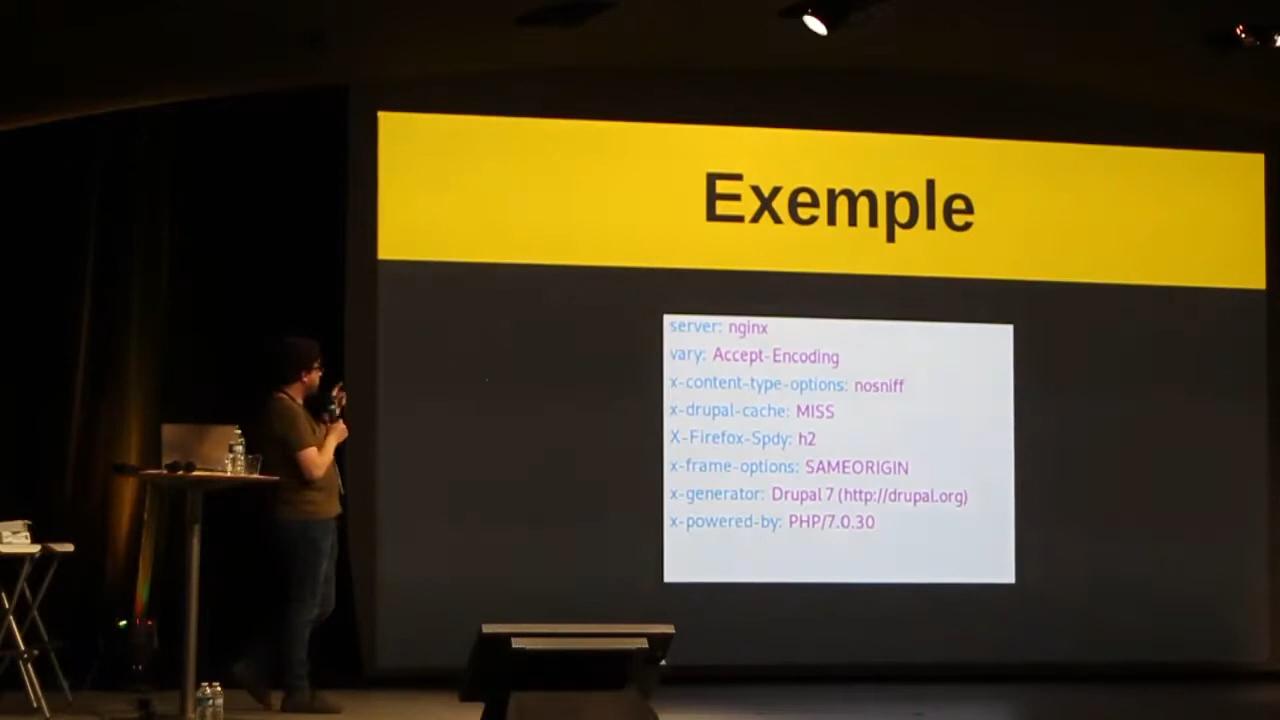 Exemple
server: nginx
vary: Accept-Encoding
x-content-type-options: nosniff
x-drupal-cache: MISS
X-Firefox-Spdy: h2
x-frame-options: SAMEORIGIN
x-generator: Drupal 7 (http://drupal.org)
x-powered-by: PHP/7.0.30